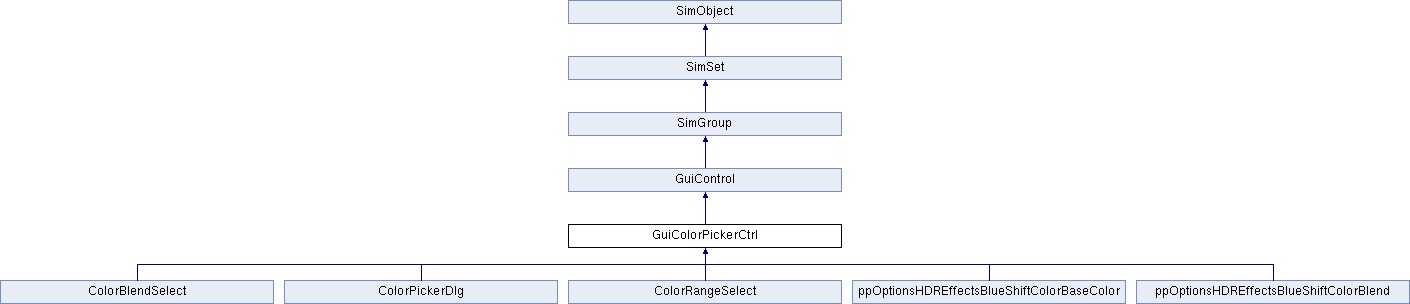 SimObject
SimSet
SimGroup
GuiControl
GuiColorPickerCtrl
ColorBlendSelect
ColorPickerDlg
ColorRangeSelect
ppOptionsHDREffectsBlueShiftColorBaseColor
ppOptionsHDREffectsBlueShiftColorBlend